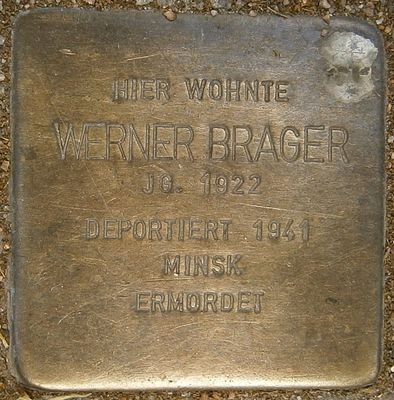 HIER WOHNTE
WERNER BRAGER
JG. 1922
DEPORTIERT 1941
MINSK
ERMORDET